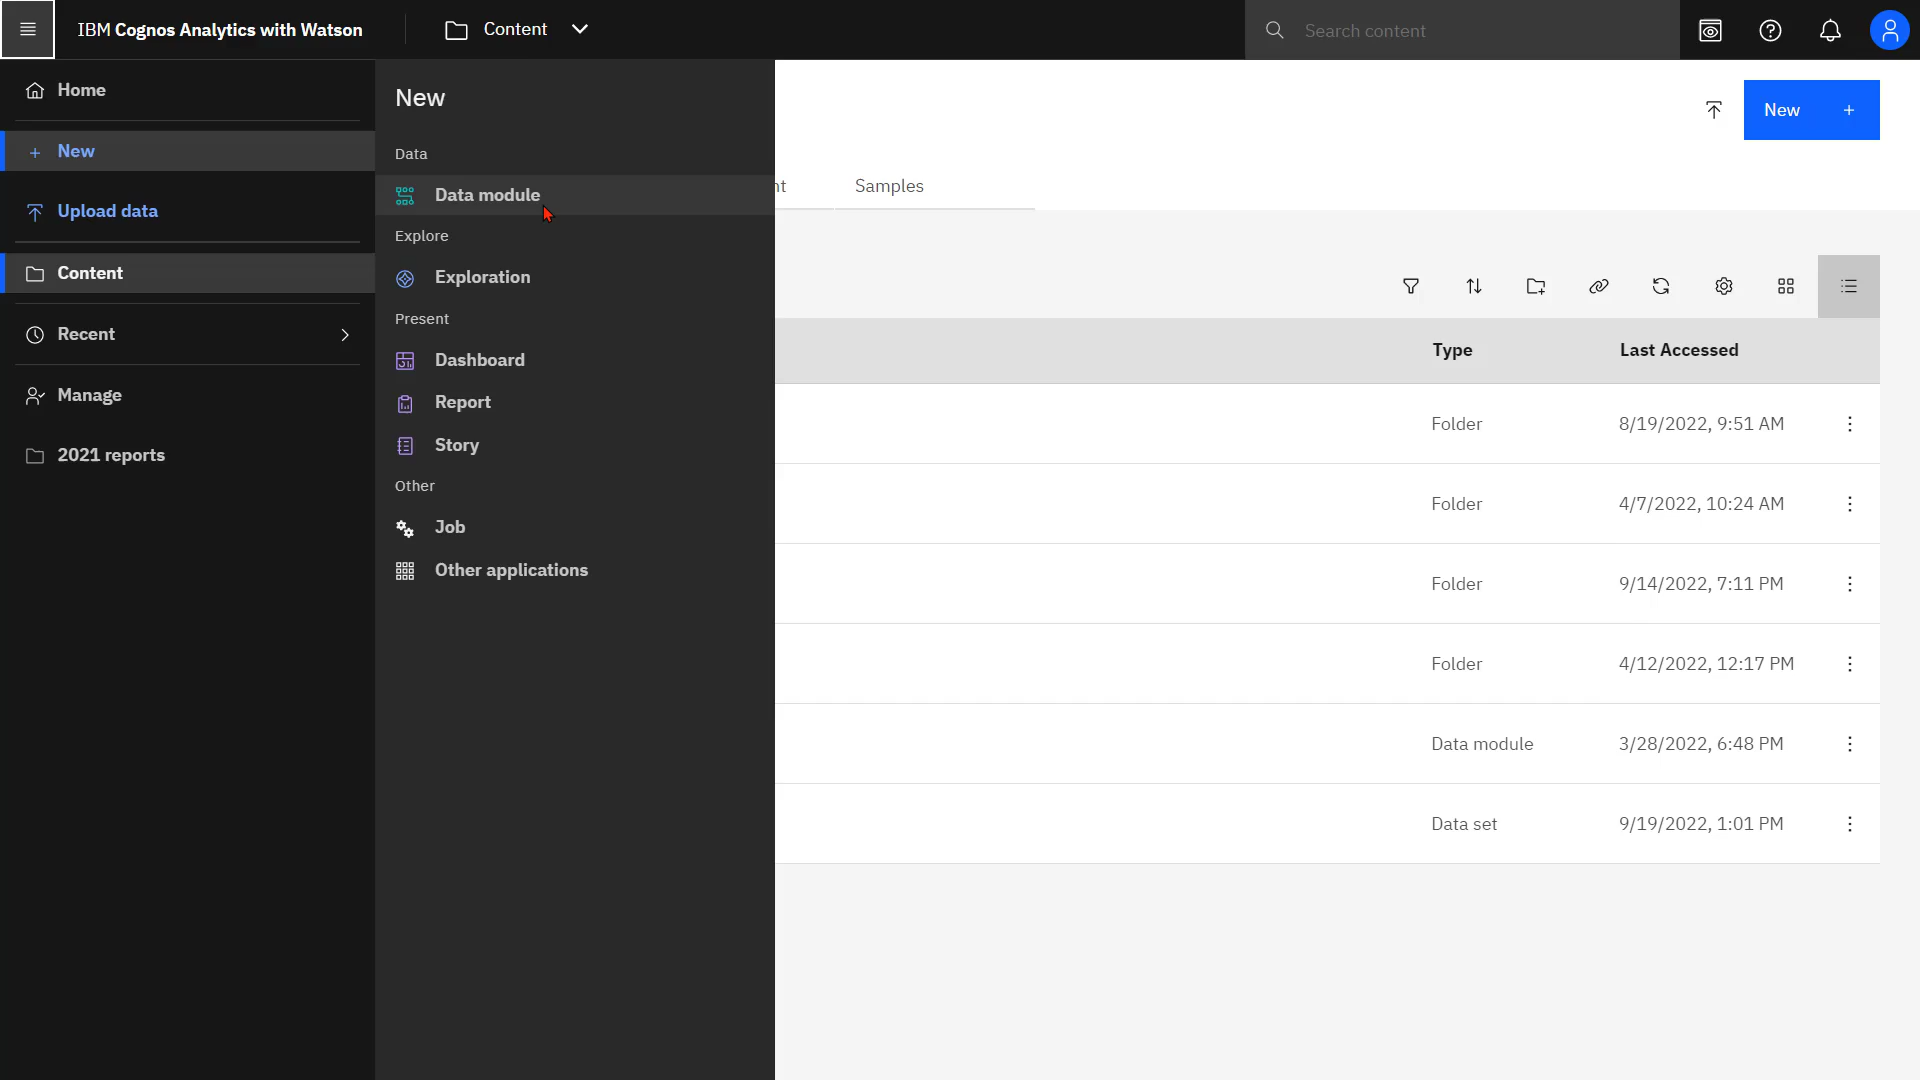 IBM Cognos Analytics with Watson
Content
Search content
Home
New
Upload data
Content
Recent
Manage
2021 reports
New
Data
Data module
Explore
Exploration
Present
Dashboard
Report
Story
Other
Job
Other applications
New +
nt
Samples
Type Last Accessed
Folder 8/19/2022, 9:51 AM
Folder 4/7/2022, 10:24 AM
Folder 9/14/2022, 7:11 PM
Folder 4/12/2022, 12:17 PM
Data module 3/28/2022, 6:48 PM
Data set 9/19/2022, 1:01 PM